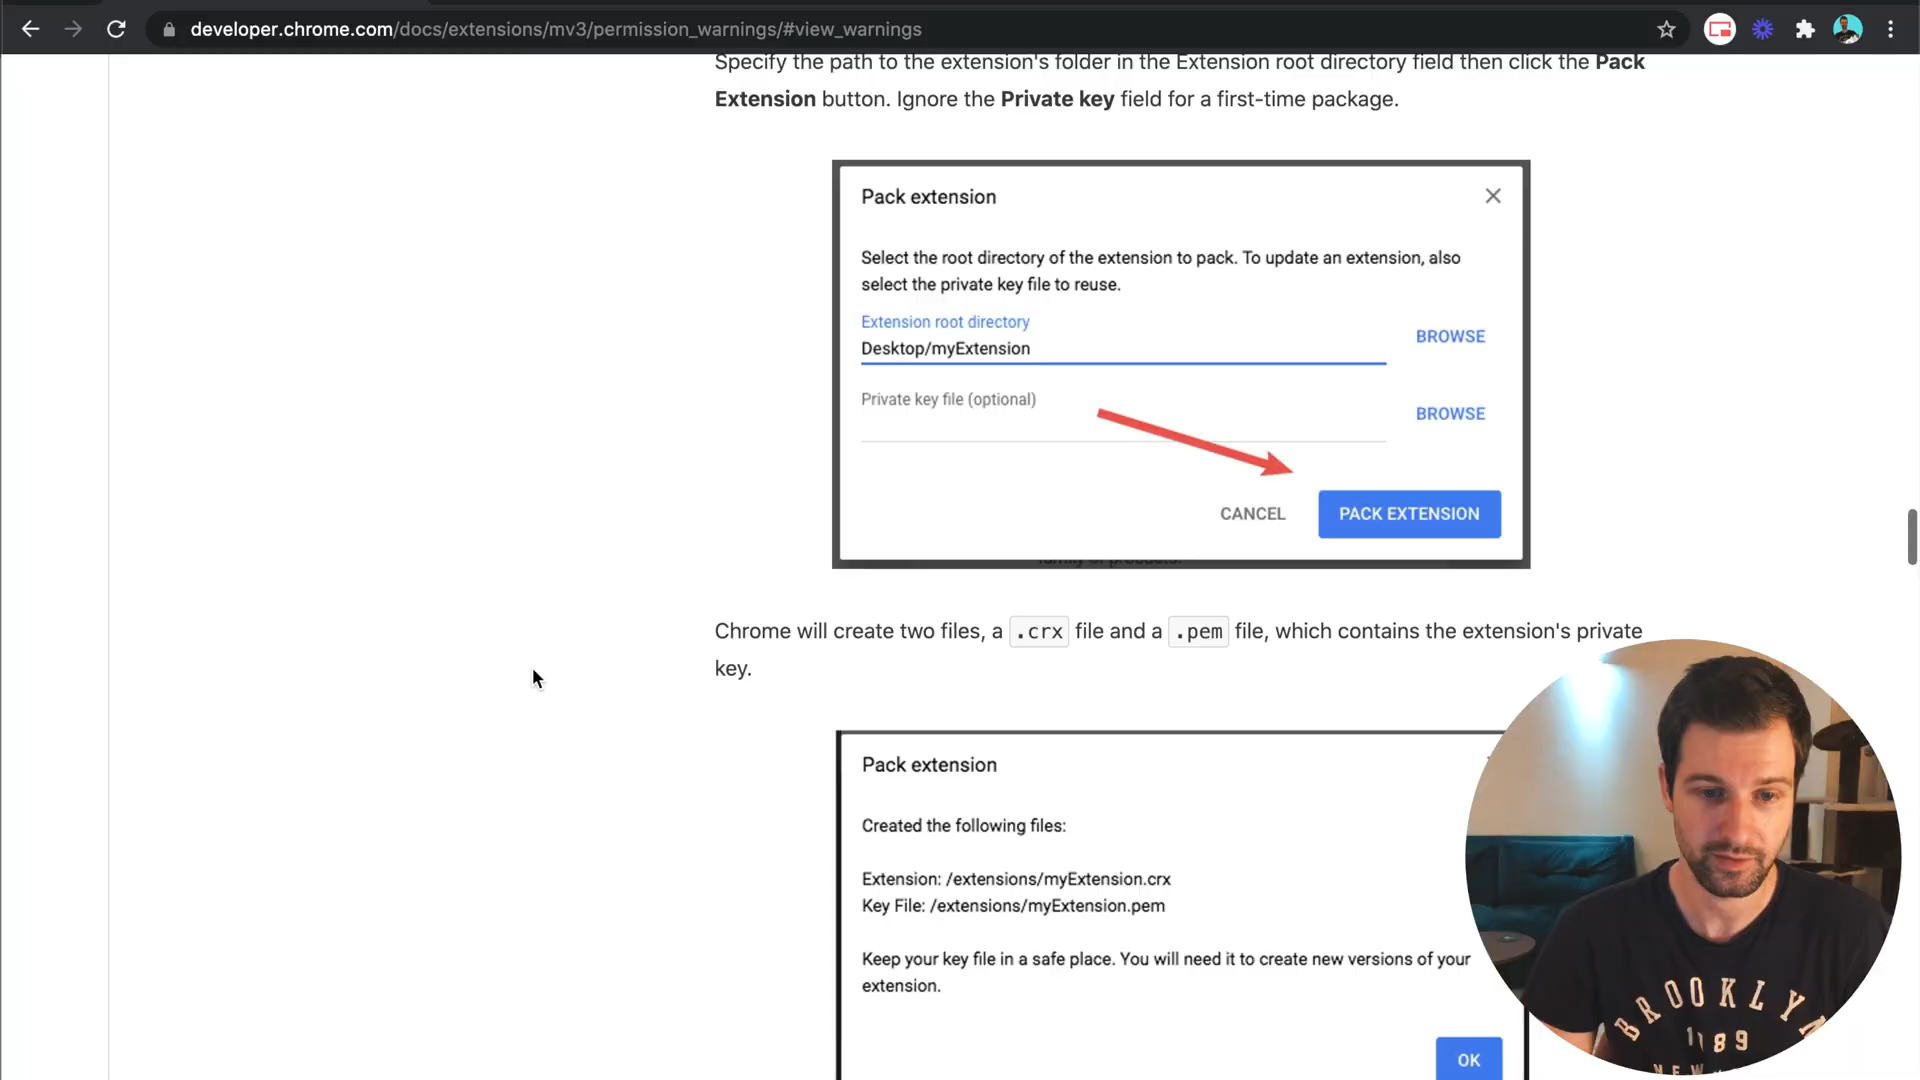 developer.chrome.com/docs/extensions/mv3/permission_warnings/#view_warnings
Specify the path to the extension's folder in the Extension root directory field then click the Pack
Extension button. Ignore the Private key field for a first-time package.
Pack extension
Select the root directory of the extension to pack. To update an extension, also
select the private key file to reuse.
Extension root directory
Desktop/myExtension
BROWSE
Private key file (optional)
BROWSE
CANCEL
PACK EXTENSION
family of products.
Chrome will create two files, a .crx file and a .pem file, which contains the extension's private
key.
Pack extension
Created the following files:
Extension: /extensions/myExtension.crx
Key File: /extensions/myExtension.pem
Keep your key file in a safe place. You will need it to create new versions of your
extension.
OK
BROOKLYN